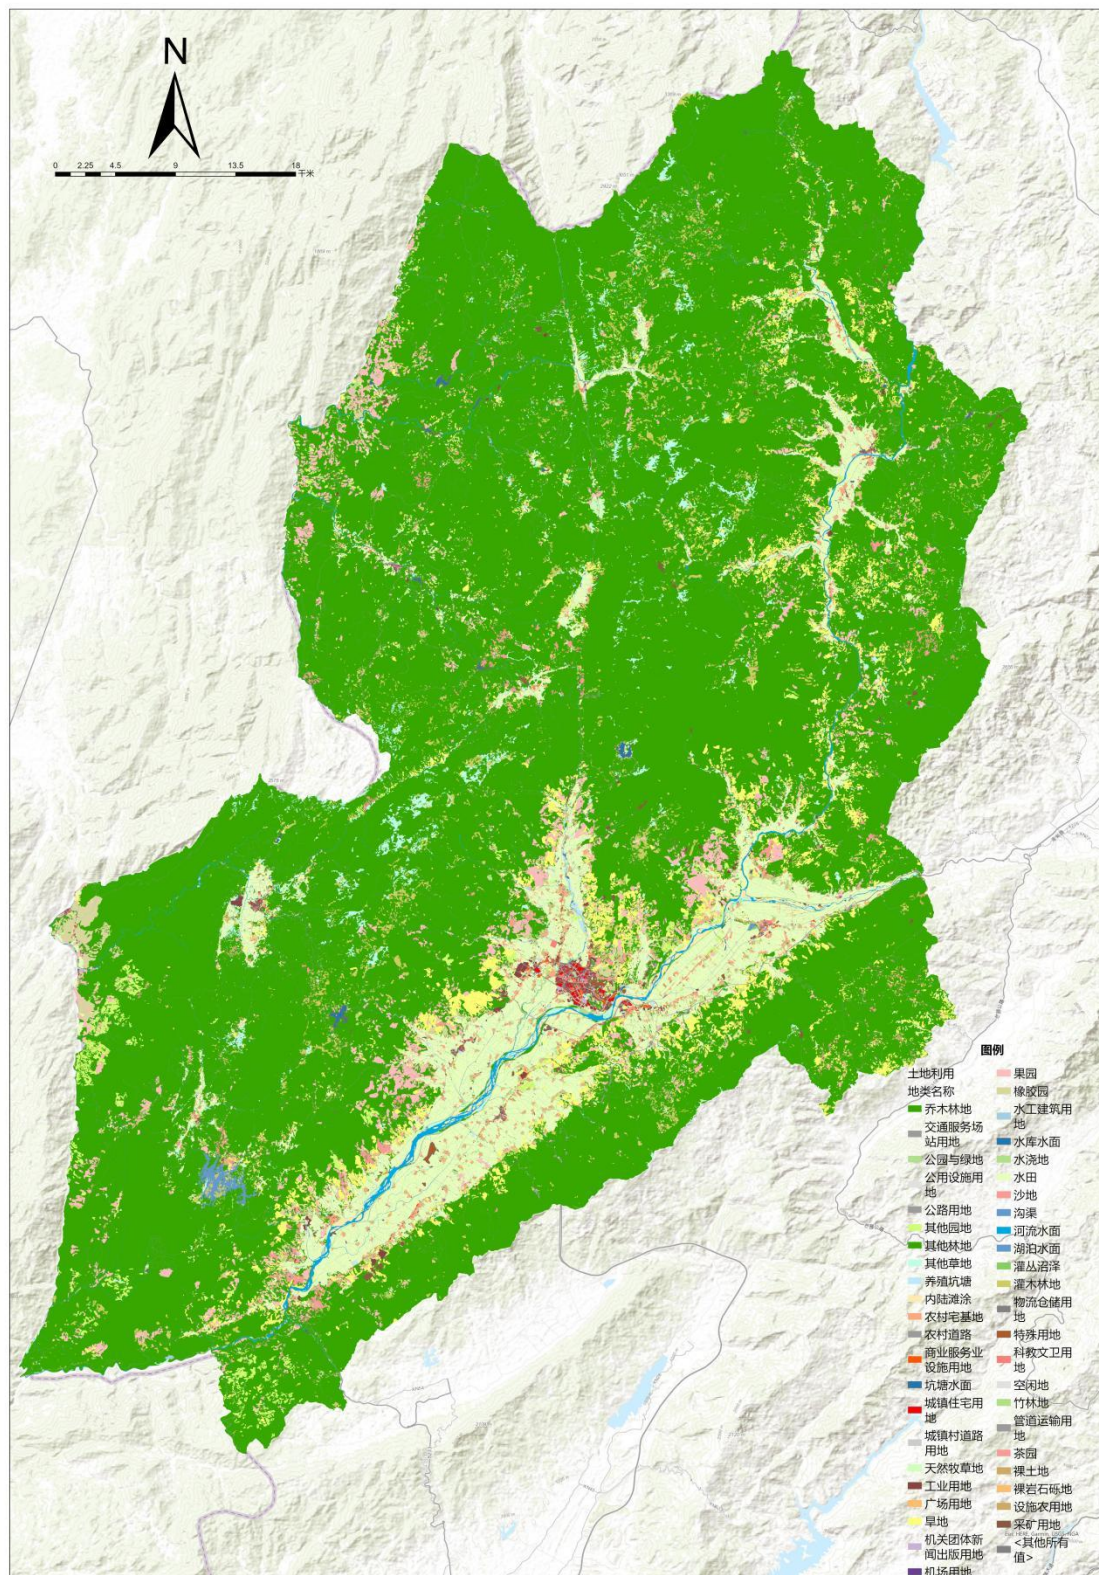 N
0 2.25 4.5 9 13.5 18
千米
图例
土地利用
地类名称
乔木林地
交通服务场
站用地
公园与绿地
公用设施用
地
公路用地
其他园地
其他林地
其他草地
养殖坑塘
内陆滩涂
农村宅基地
农村道路
商业服务业
设施用地
坑塘水面
城镇住宅用
地
城镇村道路
用地
天然牧草地
工业用地
广场用地
旱地
机关团体新
闻出版用地
机场用地
果园
橡胶园
水工建筑用
地
水库水面
水浇地
水田
沙地
沟渠
河流水面
湖泊水面
灌丛沼泽
灌木林地
物流仓储用
地
特殊用地
科教文卫用
地
空闲地
竹林地
管道运输用
地
茶园
裸土地
裸岩石砾地
设施农用地
采矿用地
<其他所有
值>